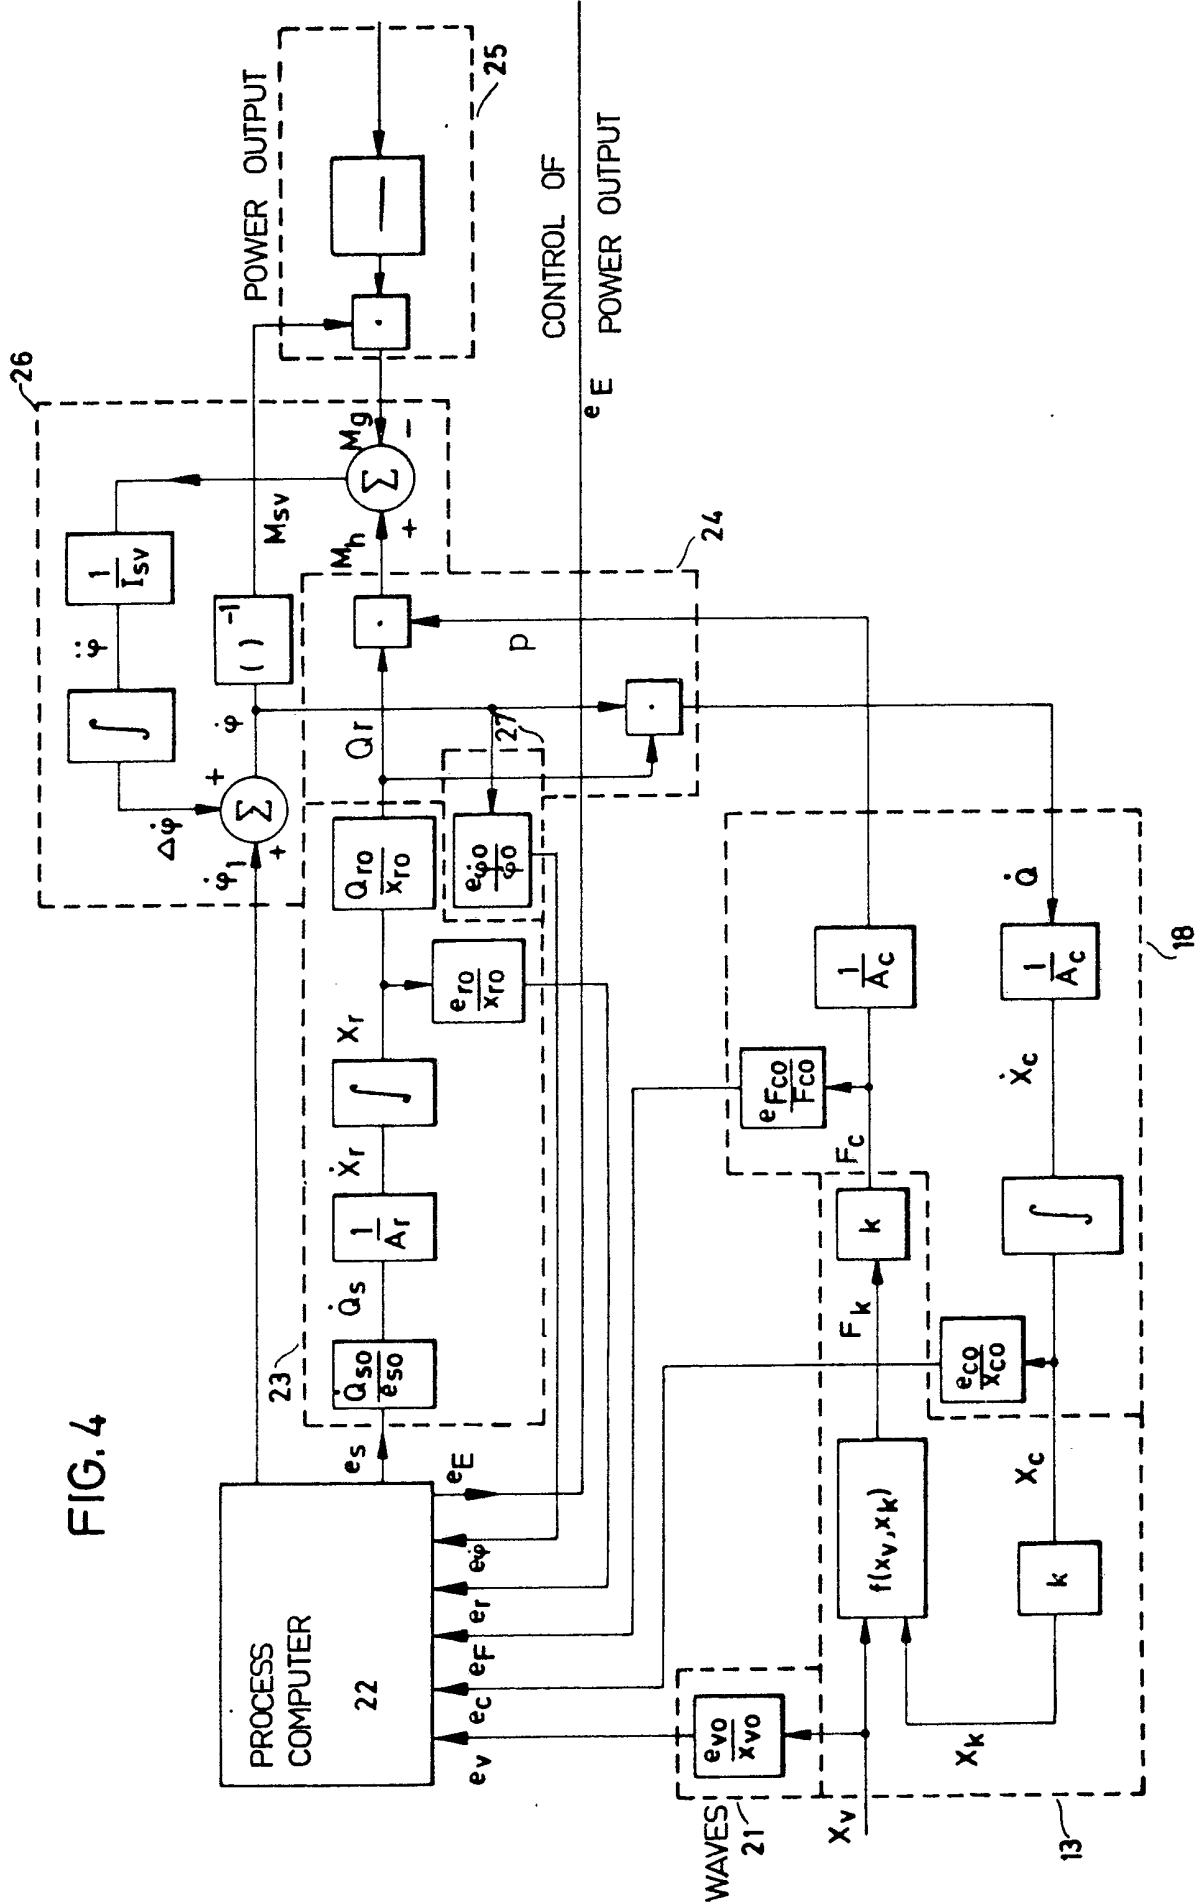 FIG. 4
PROCESS
COMPUTER
22
26
Δφ̇
φ̈
1
I_sv
φ̇_1
+
Σ
+
φ̇
( )^-1
M_sv
POWER OUTPUT
25
23
e_s
Q̇_so
e_so
Q̇_s
1
A_r
Ẋ_r
∫
X_r
Q_ro
x_ro
Q_r
·
M_h
+
Σ
M_g
−
·
e_ro
x_ro
e_φ̇o
φ̇o
27
·
p
24
e_E
e_E
CONTROL OF
POWER OUTPUT
e_v
e_c
e_F
e_r
e_φ̇
WAVES
21
e_vo
x_vo
X_v
f(x_v, x_k)
F_k
k
F_c
e_Fco
F_co
1
A_c
X_k
k
X_c
e_co
x_co
∫
Ẋ_c
1
A_c
Q̇
13
18